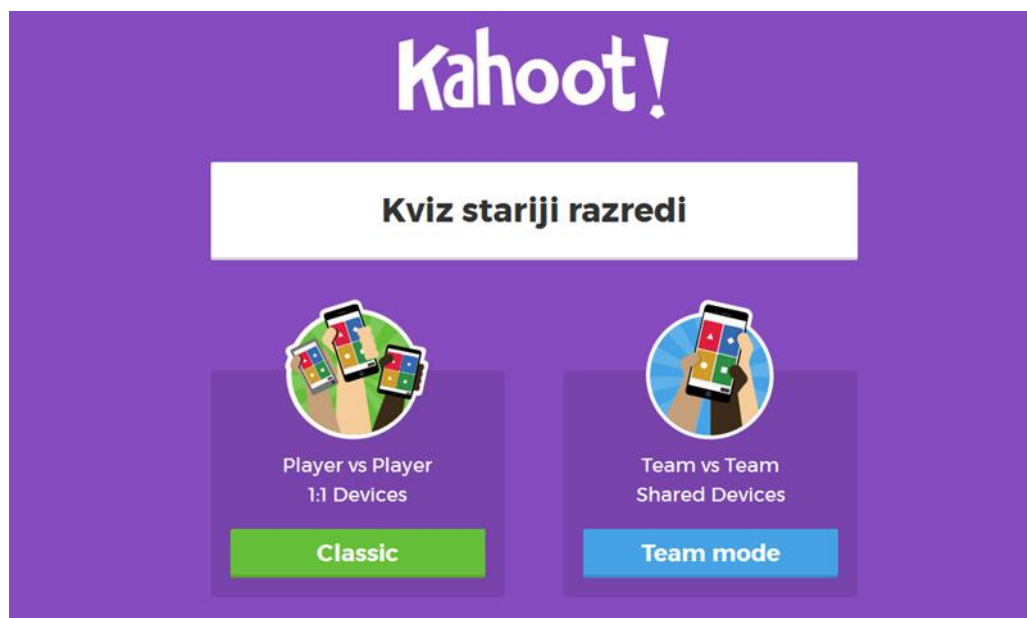 Kahoot!
Kviz stariji razredi
Player vs Player
1:1 Devices
Classic
Team vs Team
Shared Devices
Team mode